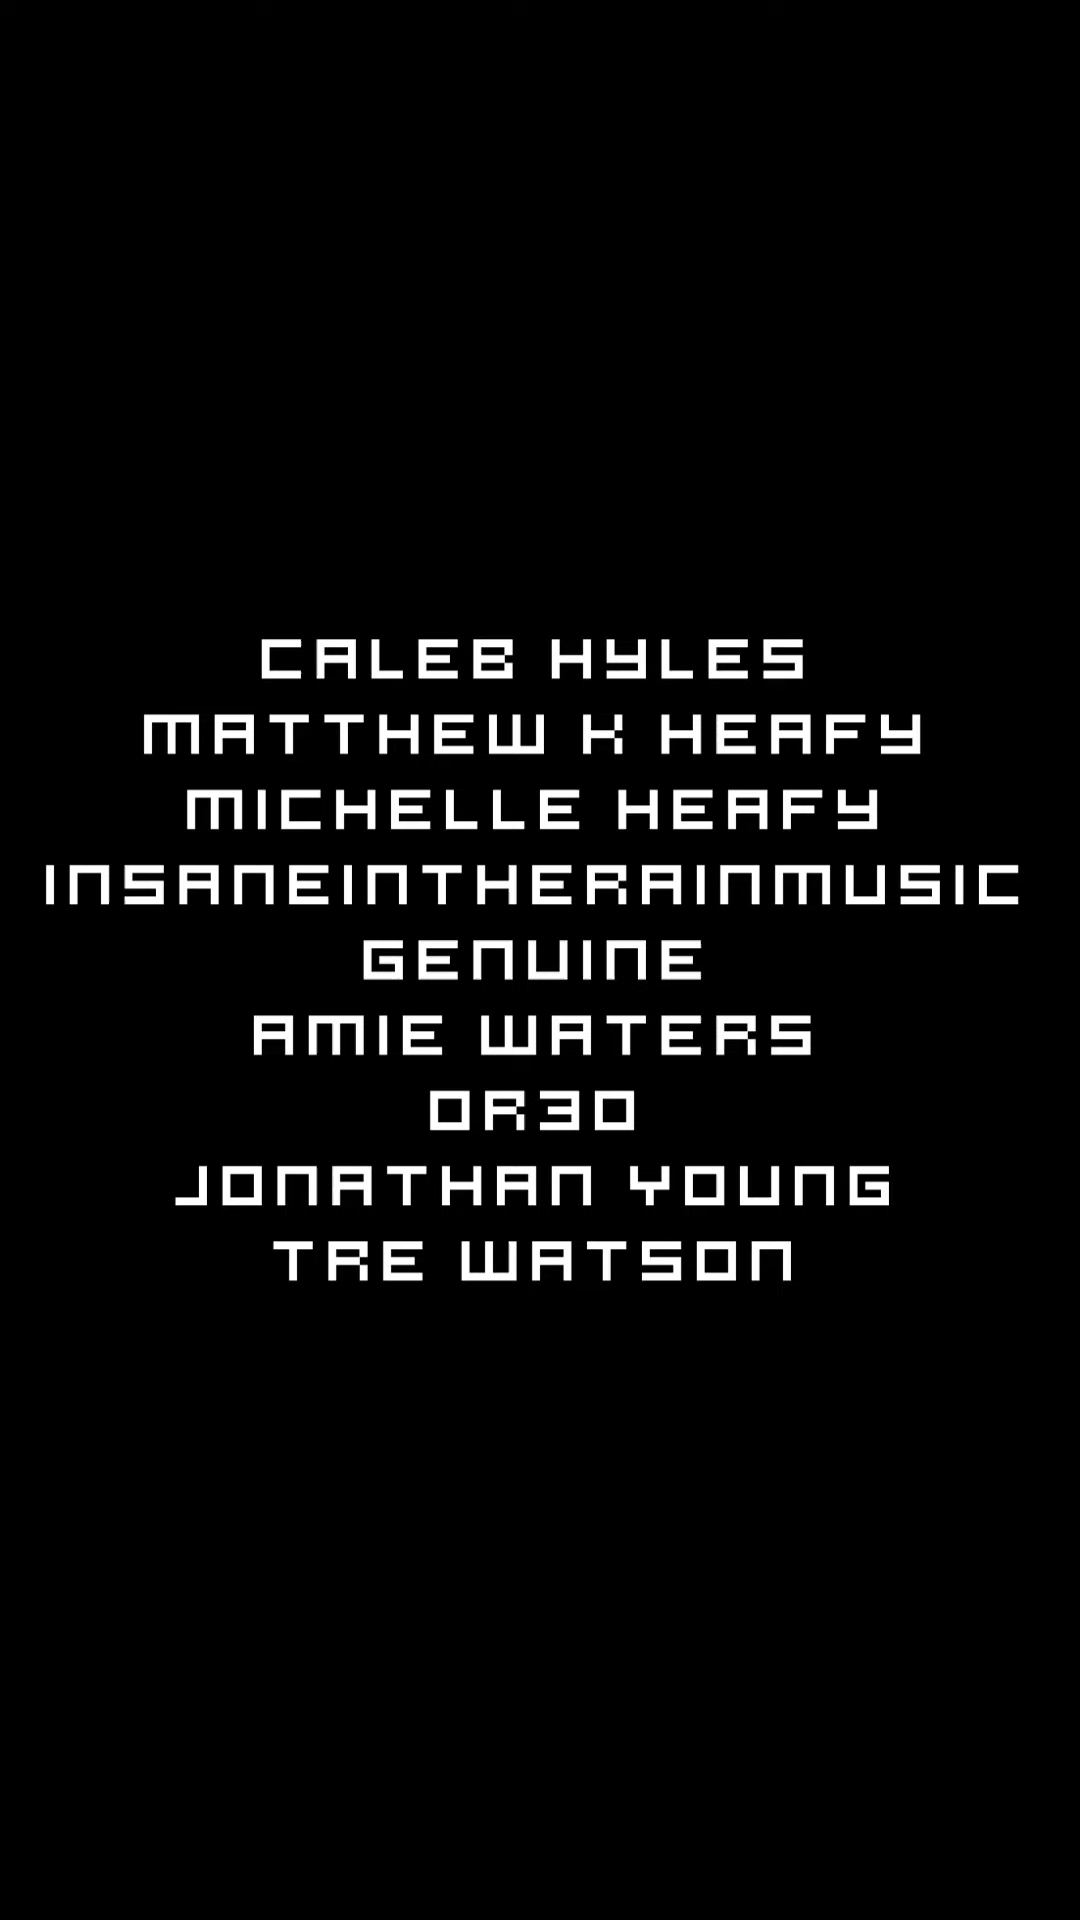 CALEB HYLES
MATTHEW K HEAFY
MICHELLE HEAFY
INSANEINTHERAINMUSIC
GENUINE
AMIE WATERS
OR3O
JONATHAN YOUNG
TRE WATSON